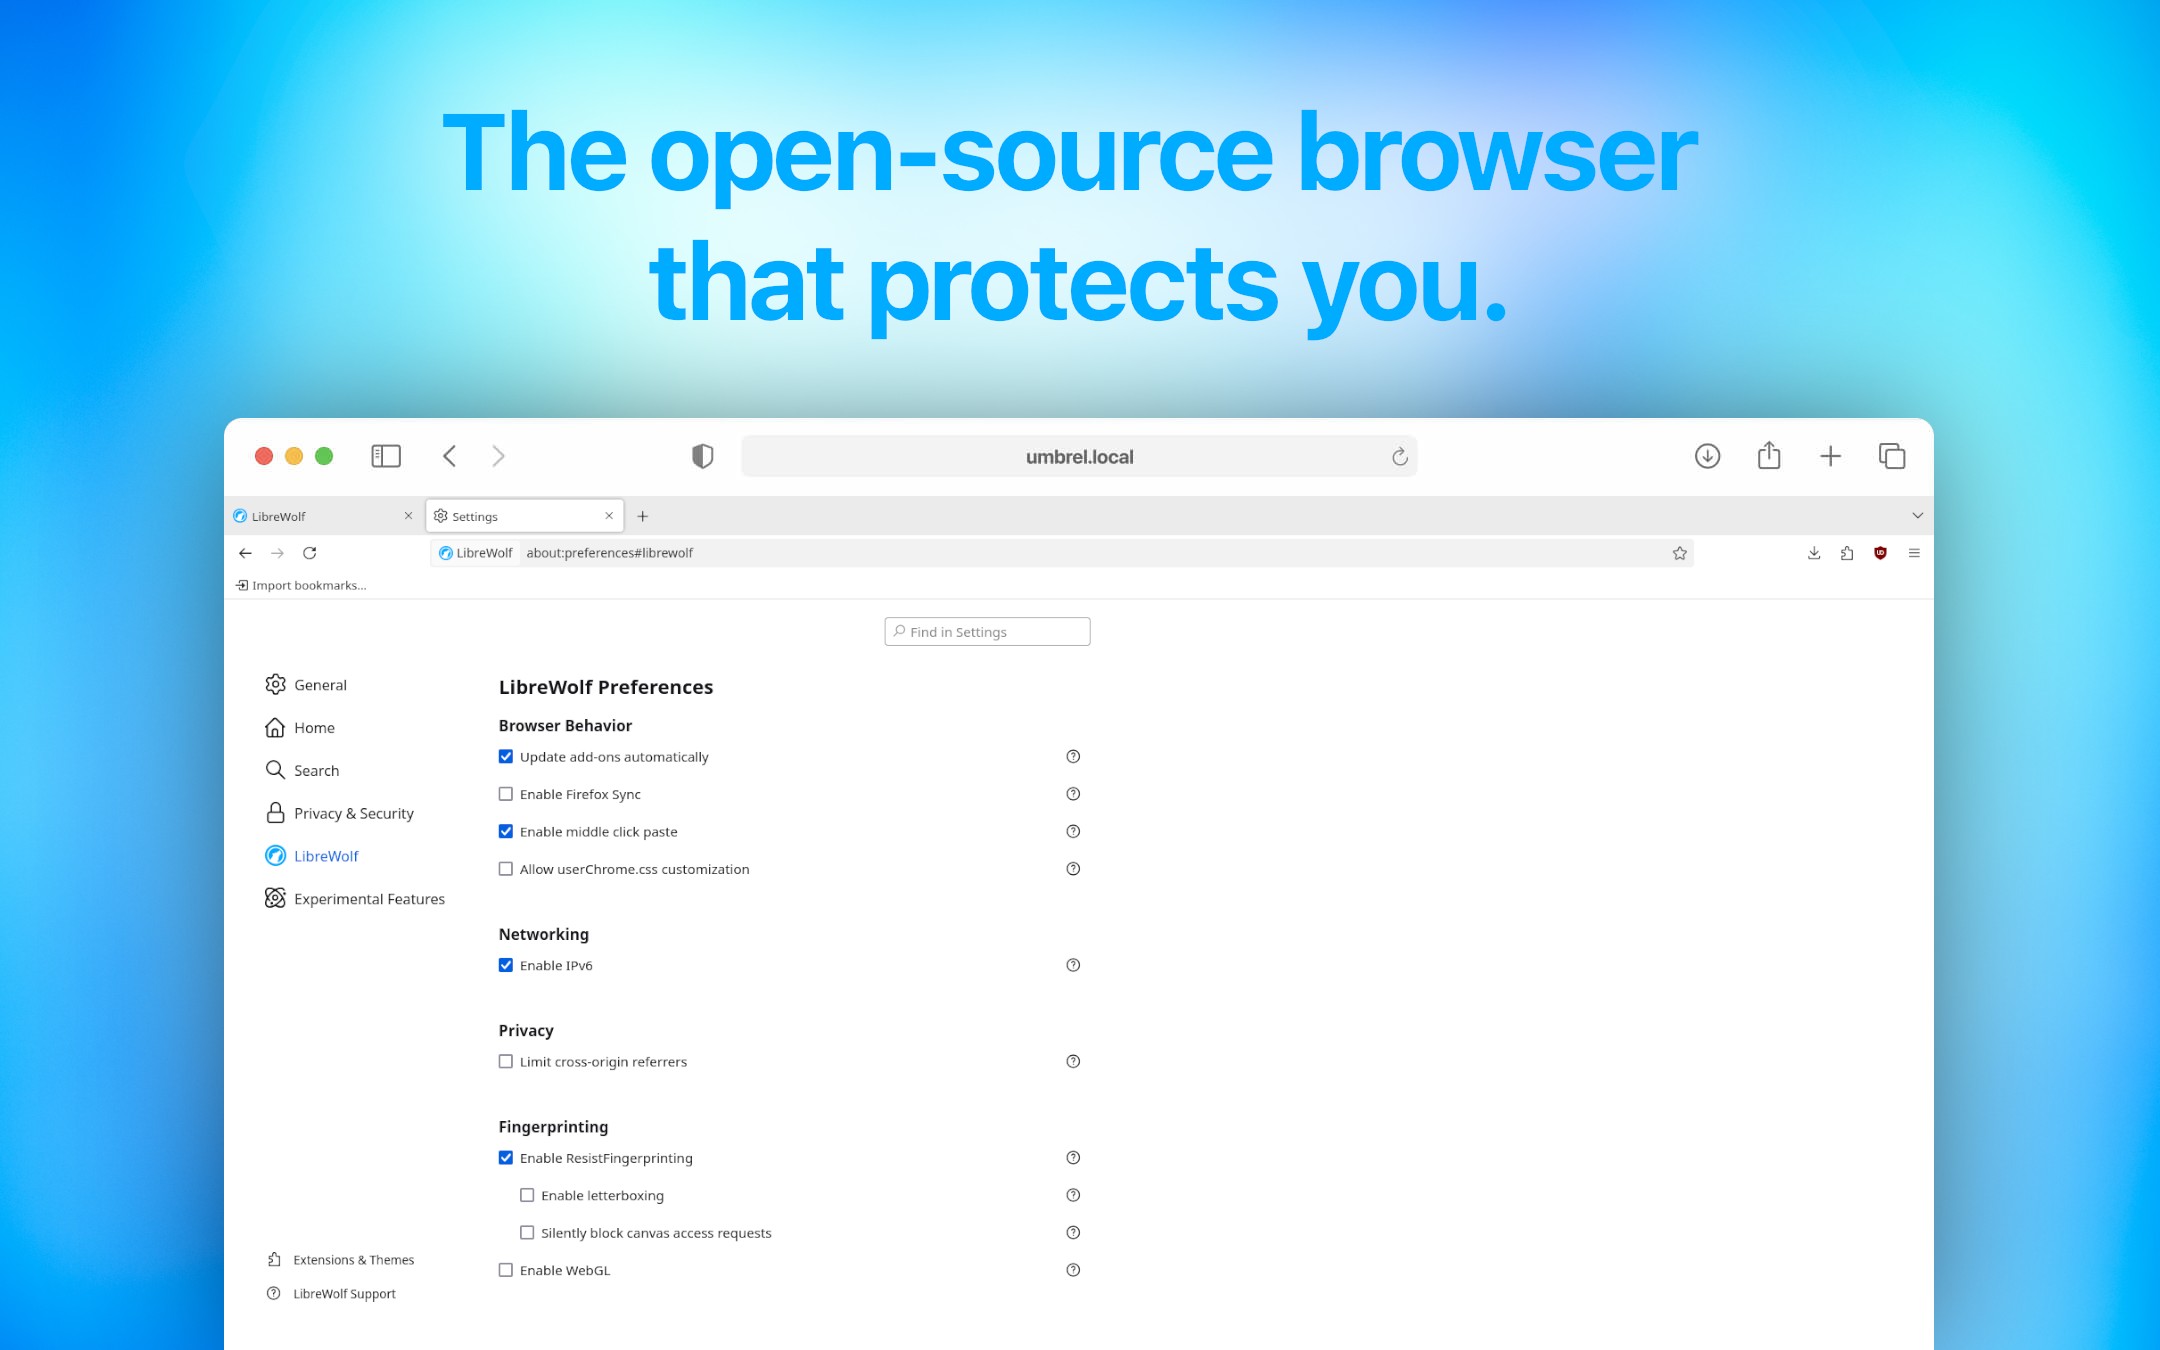 The open-source browser
that protects you.
umbrel.local
LibreWolf
Settings
LibreWolf about:preferences#librewolf
Import bookmarks...
Find in Settings
General
Home
Search
Privacy & Security
LibreWolf
Experimental Features
Extensions & Themes
LibreWolf Support
LibreWolf Preferences
Browser Behavior
Update add-ons automatically
Enable Firefox Sync
Enable middle click paste
Allow userChrome.css customization
Networking
Enable IPv6
Privacy
Limit cross-origin referrers
Fingerprinting
Enable ResistFingerprinting
Enable letterboxing
Silently block canvas access requests
Enable WebGL